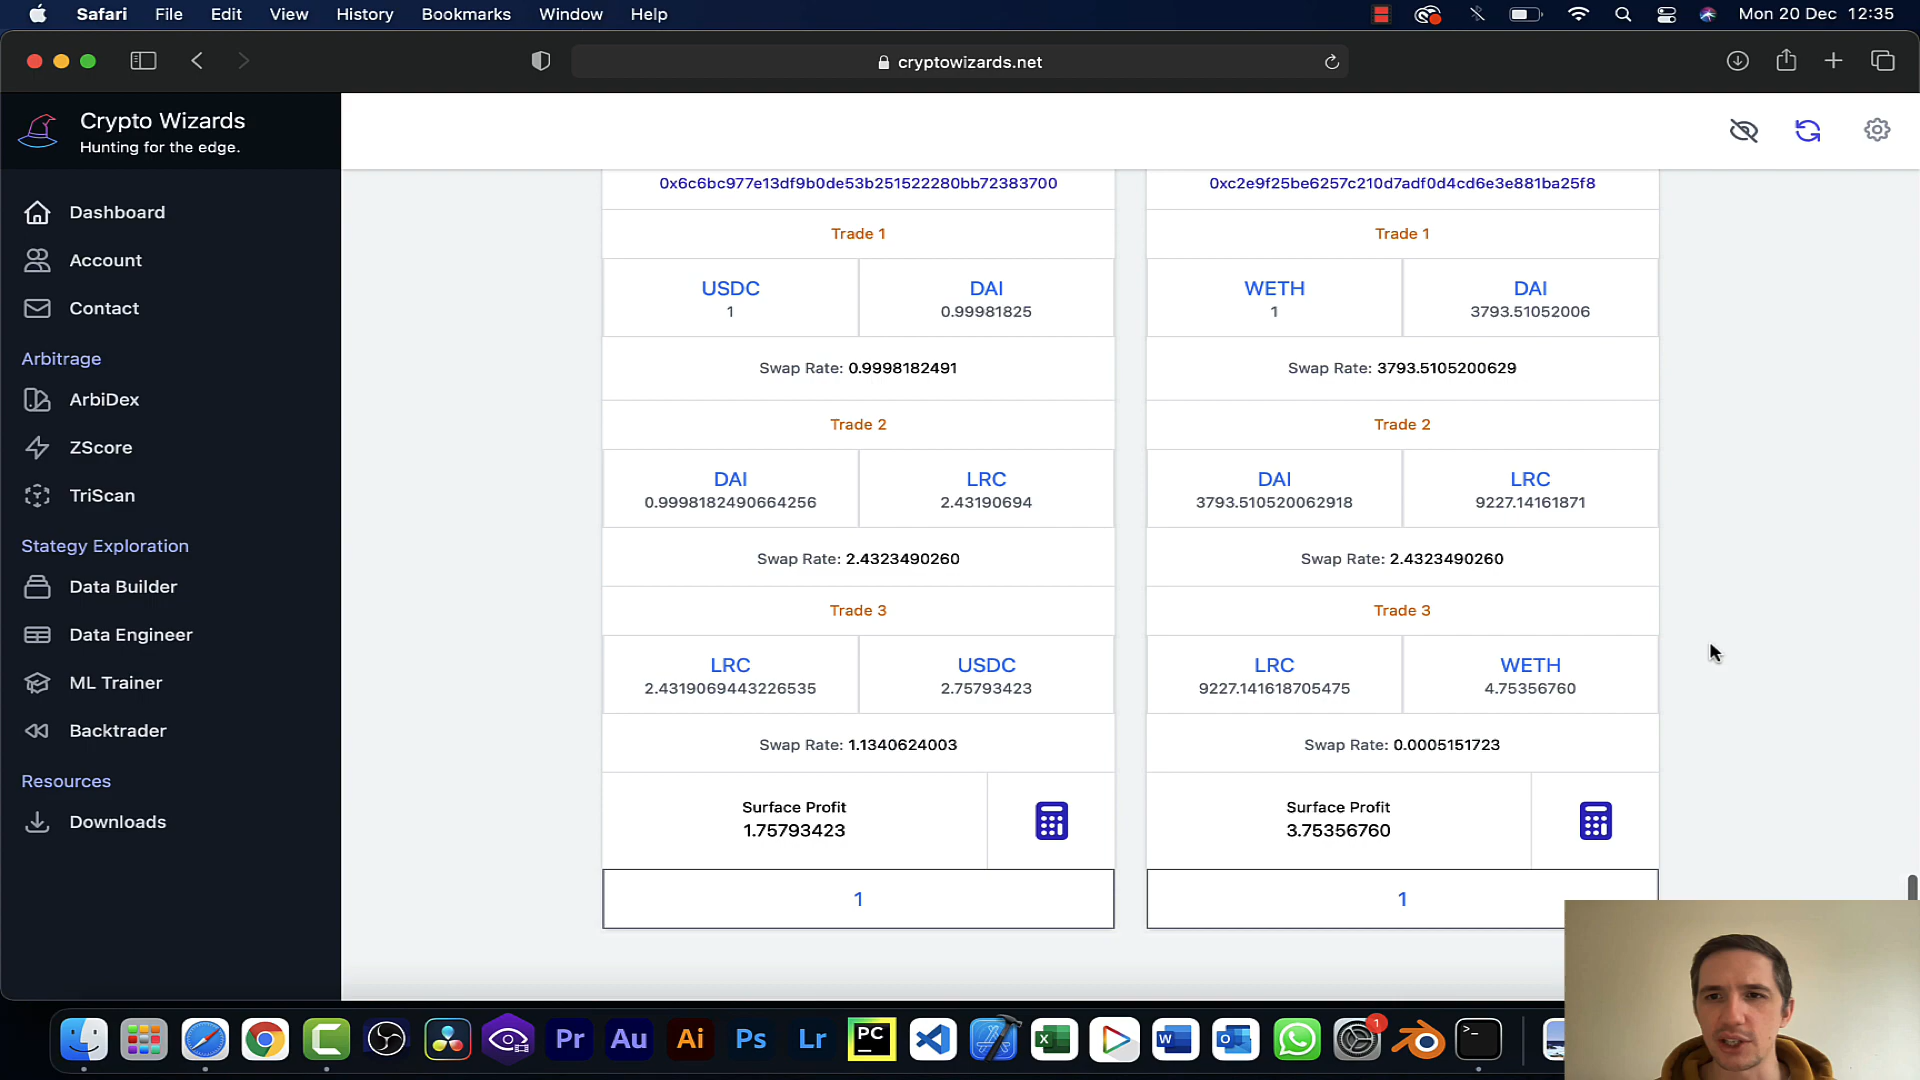 Safari File Edit View History Bookmarks Window Help Mon 20 Dec 12:35
cryptowizards.net
Crypto Wizards
Hunting for the edge.
Dashboard
Account
Contact
Arbitrage
ArbiDex
ZScore
TriScan
Stategy Exploration
Data Builder
Data Engineer
ML Trainer
Backtrader
Resources
Downloads
0x6c6bc977e13df9b0de53b251522280bb72383700
Trade 1
USDC DAI
1 0.99981825
Swap Rate: 0.9998182491
Trade 2
DAI LRC
0.9998182490664256 2.43190694
Swap Rate: 2.4323490260
Trade 3
LRC USDC
2.4319069443226535 2.75793423
Swap Rate: 1.1340624003
Surface Profit
1.75793423
1
0xc2e9f25be6257c210d7adf0d4cd6e3e881ba25f8
Trade 1
WETH DAI
1 3793.51052006
Swap Rate: 3793.5105200629
Trade 2
DAI LRC
3793.510520062918 9227.14161871
Swap Rate: 2.4323490260
Trade 3
LRC WETH
9227.141618705475 4.75356760
Swap Rate: 0.0005151723
Surface Profit
3.75356760
1
Pr Au Ai Ps Lr PC X W O 1 >_